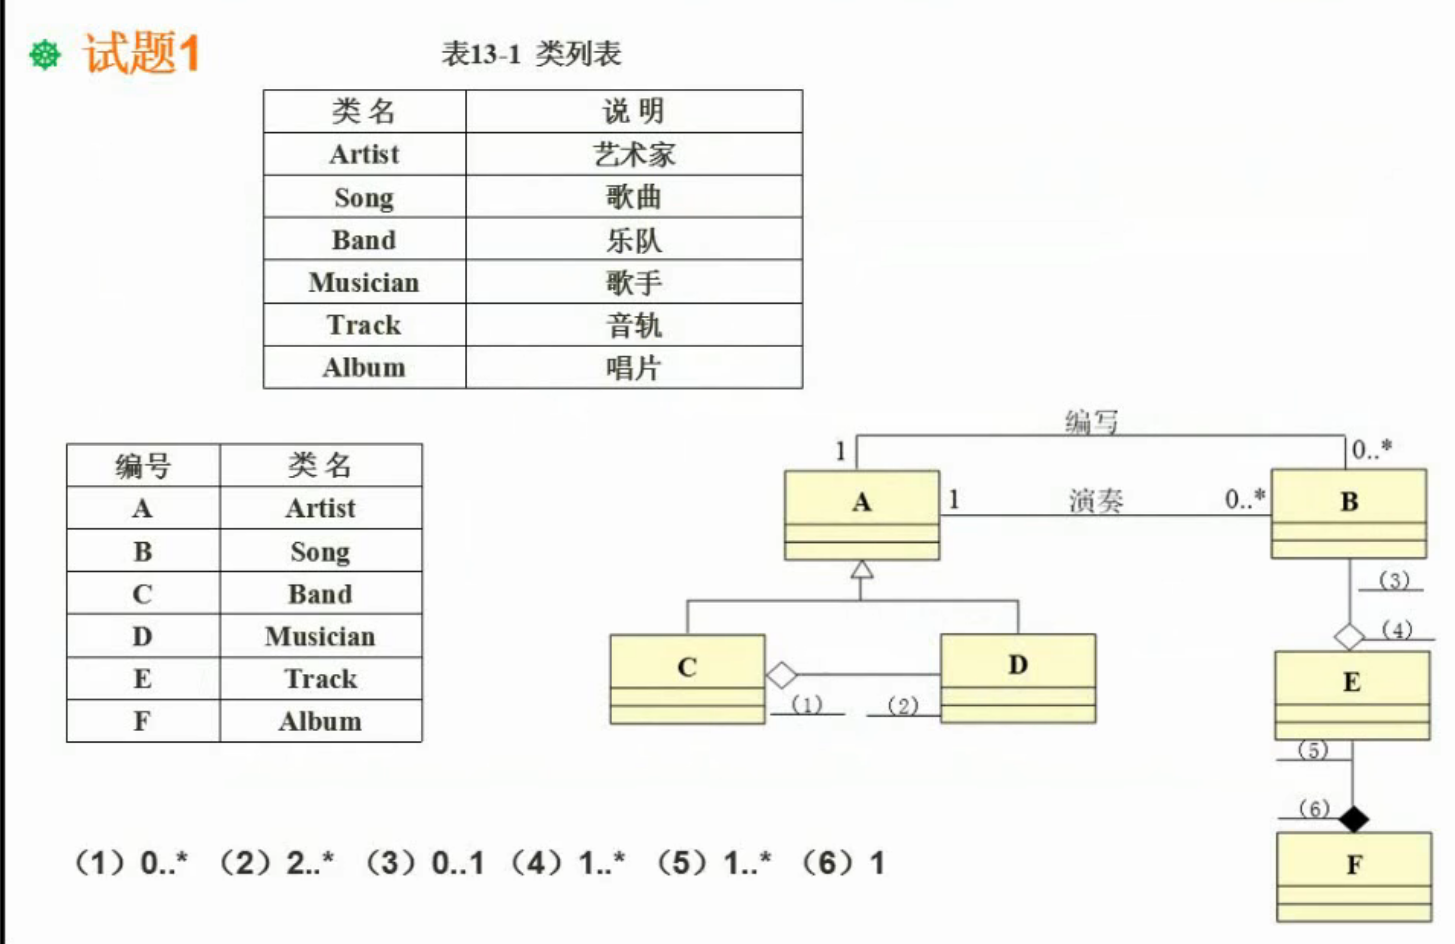 试题1
表13-1 类列表
类 名 说 明
Artist 艺术家
Song 歌曲
Band 乐队
Musician 歌手
Track 音轨
Album 唱片
编号 类 名
A Artist
B Song
C Band
D Musician
E Track
F Album
编写
1 0..*
A 1 演奏 0..* B
(3)
(4)
C D E
(1) (2)
(5)
(6)
F
（1）0..* （2）2..* （3）0..1 （4）1..* （5）1..* （6）1